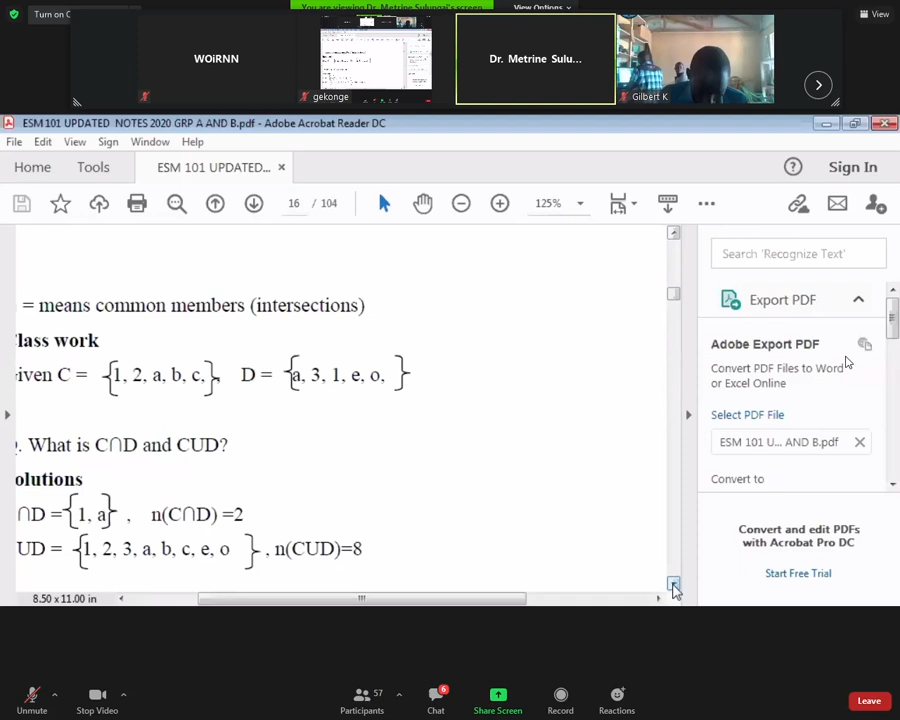 You are viewing Dr. Metrine Sulungai's screen
View Options
Turn on C
View
WOiRNN
gekonge
Dr. Metrine Sulu...
Gilbert K
ESM 101 UPDATED NOTES 2020 GRP A AND B.pdf - Adobe Acrobat Reader DC
File Edit View Sign Window Help
Home Tools ESM 101 UPDATED... × Sign In
16 / 104 125%
Search 'Recognize Text'
= means common members (intersections)
Export PDF
lass work
Adobe Export PDF
iven C = {1, 2, a, b, c,}, D = {a, 3, 1, e, o, }
Convert PDF Files to Word
or Excel Online
Select PDF File
. What is C∩D and CUD?
ESM 101 U... AND B.pdf
olutions
Convert to
∩D ={1, a} , n(C∩D) =2
UD = {1, 2, 3, a, b, c, e, o } , n(CUD)=8
Convert and edit PDFs
with Acrobat Pro DC
Start Free Trial
8.50 x 11.00 in
6
57
Unmute Stop Video Participants Chat Share Screen Record Reactions Leave